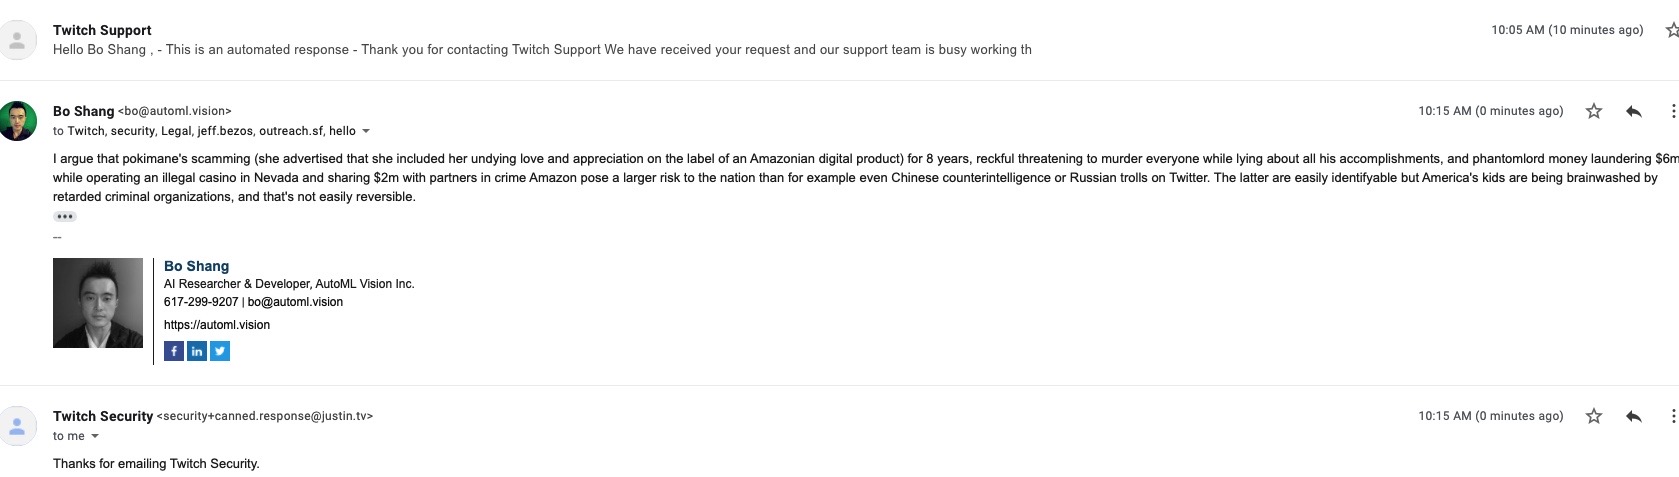 Twitch Support
10:05 AM (10 minutes ago)
Hello Bo Shang , - This is an automated response - Thank you for contacting Twitch Support We have received your request and our support team is busy working th
Bo Shang <bo@automl.vision>
10:15 AM (0 minutes ago)
to Twitch, security, Legal, jeff.bezos, outreach.sf, hello
I argue that pokimane's scamming (she advertised that she included her undying love and appreciation on the label of an Amazonian digital product) for 8 years, reckful threatening to murder everyone while lying about all his accomplishments, and phantomlord money laundering $6m
while operating an illegal casino in Nevada and sharing $2m with partners in crime Amazon pose a larger risk to the nation than for example even Chinese counterintelligence or Russian trolls on Twitter. The latter are easily identifyable but America's kids are being brainwashed by
retarded criminal organizations, and that's not easily reversible.
--
Bo Shang
AI Researcher & Developer, AutoML Vision Inc.
617-299-9207 | bo@automl.vision
https://automl.vision
f in
Twitch Security <security+canned.response@justin.tv>
10:15 AM (0 minutes ago)
to me
Thanks for emailing Twitch Security.